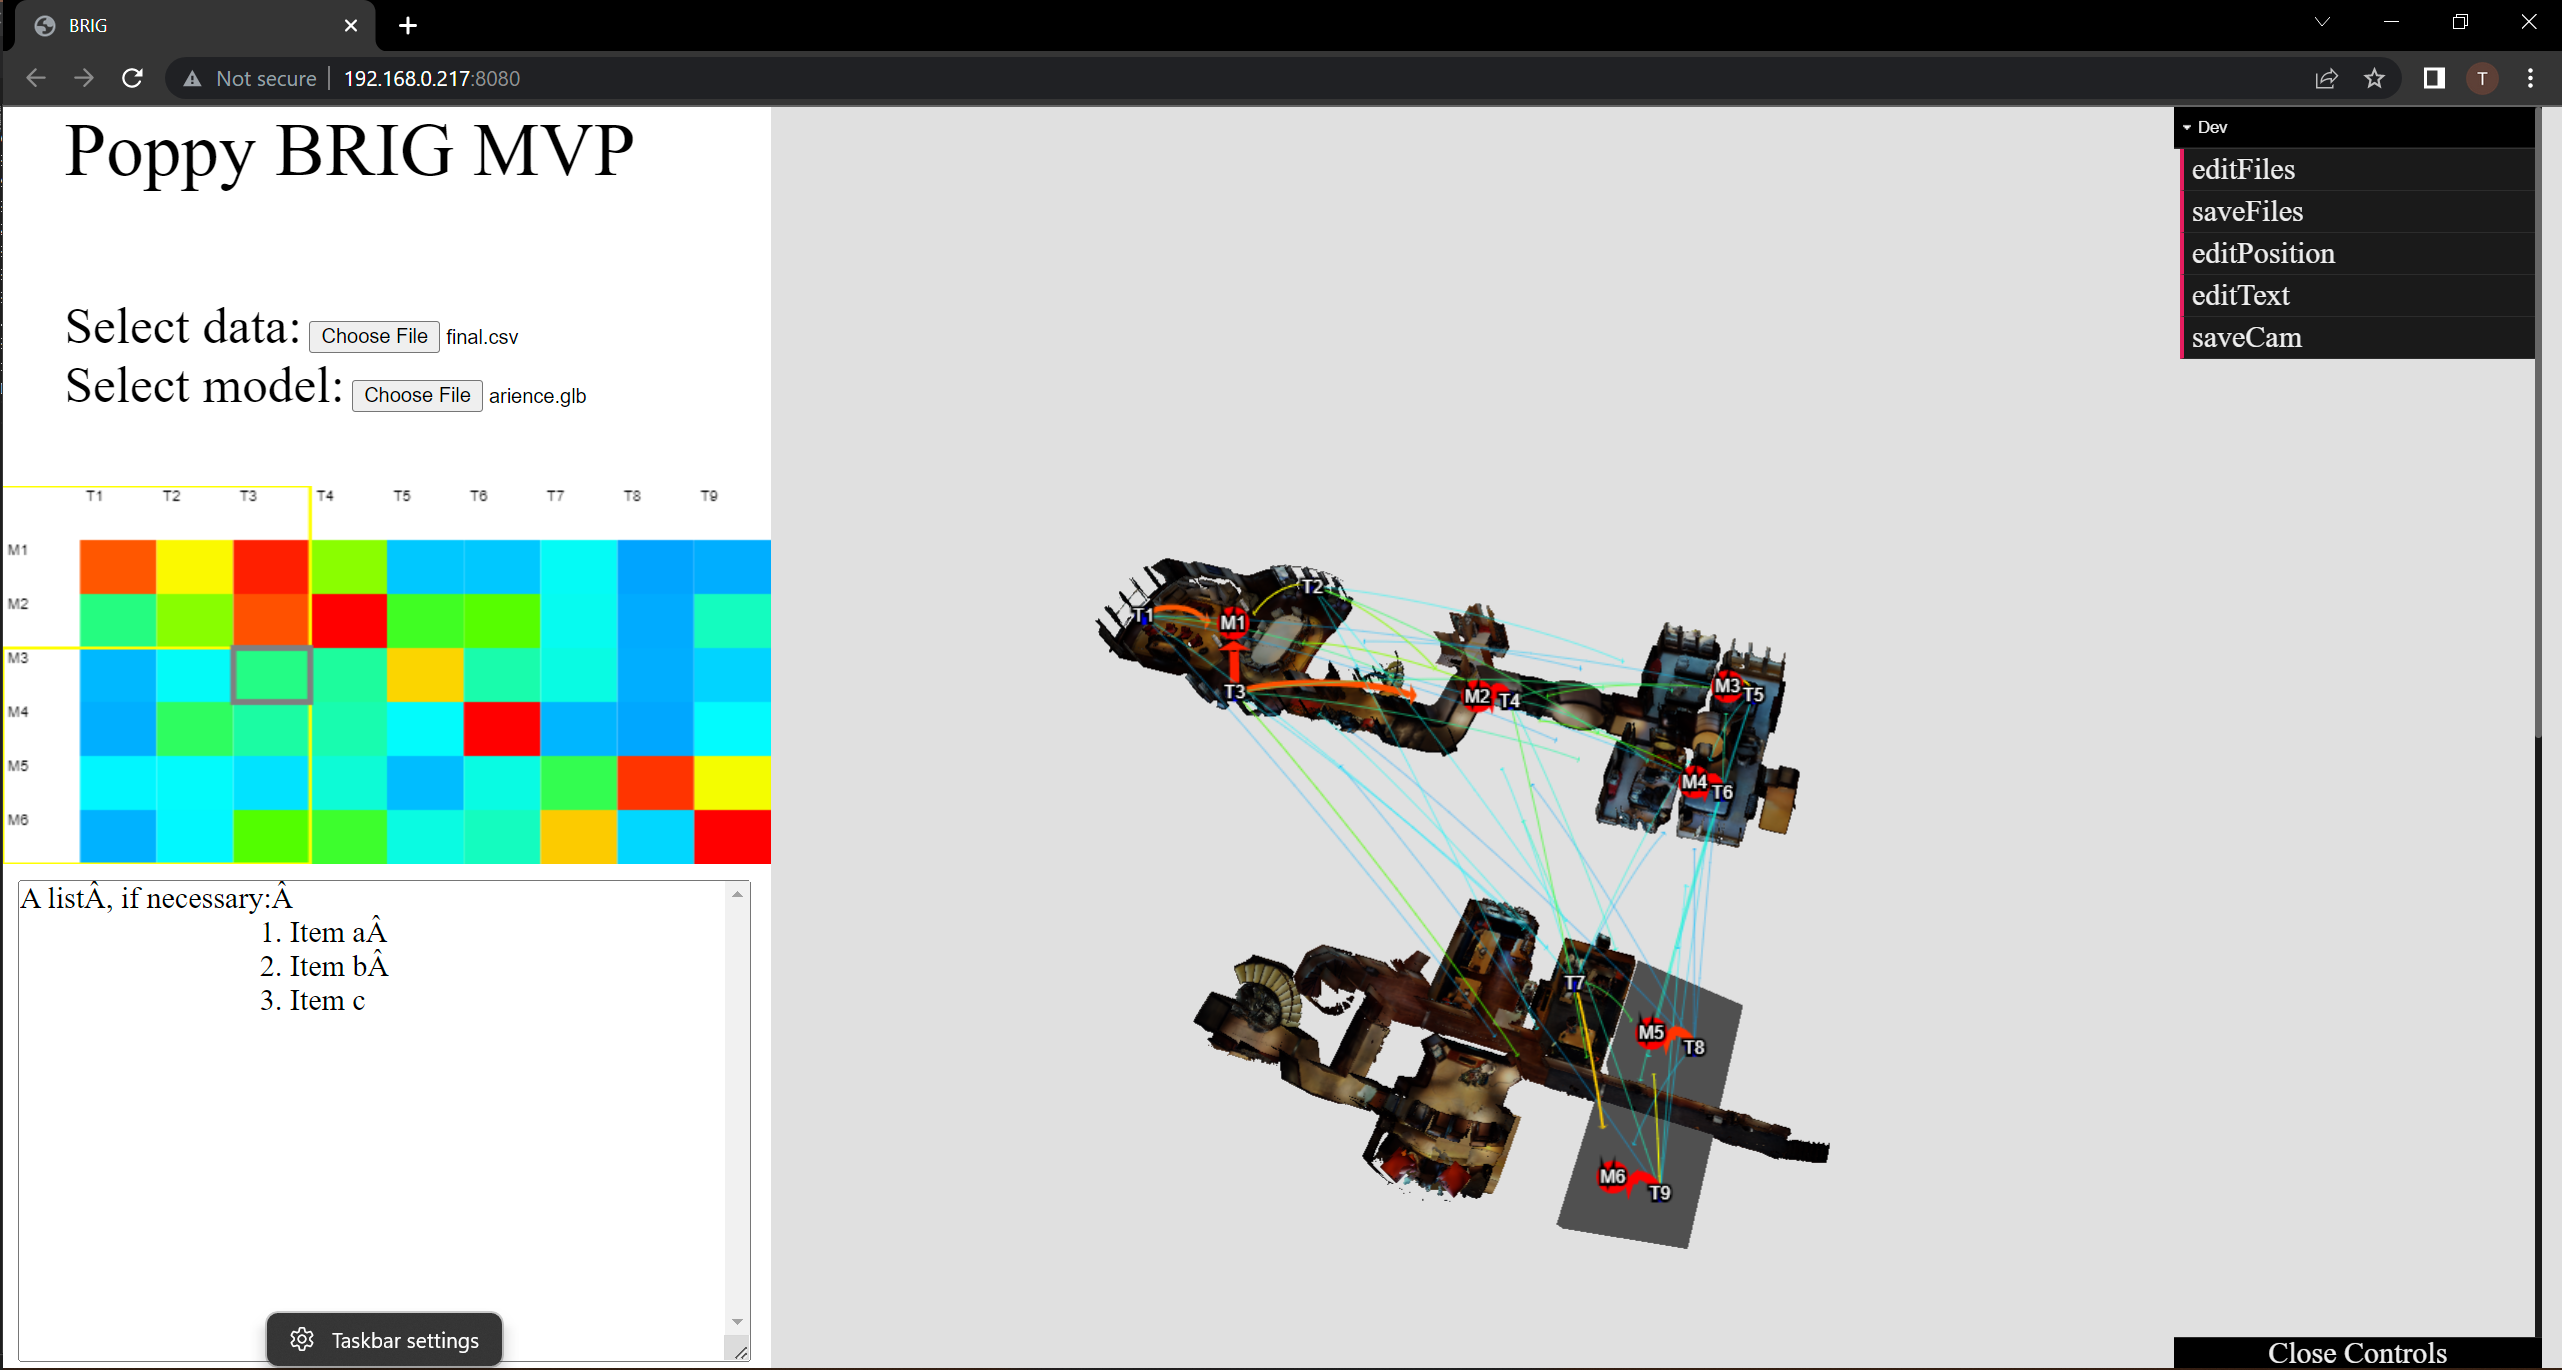 BRIG
Not secure 192.168.0.217:8080
Poppy BRIG MVP
Select data: Choose File final.csv
Select model: Choose File arience.glb
T1 T2 T3 T4 T5 T6 T7 T8 T9
M1
M2
M3
M4
M5
M6
A listÂ, if necessary:Â
1. Item aÂ
2. Item bÂ
3. Item c
Taskbar settings
T1
M1
T2
T3
M2
T4
M3
T5
M4
T6
T7
M5
T8
M6
T9
T
Dev
editFiles
saveFiles
editPosition
editText
saveCam
Close Controls